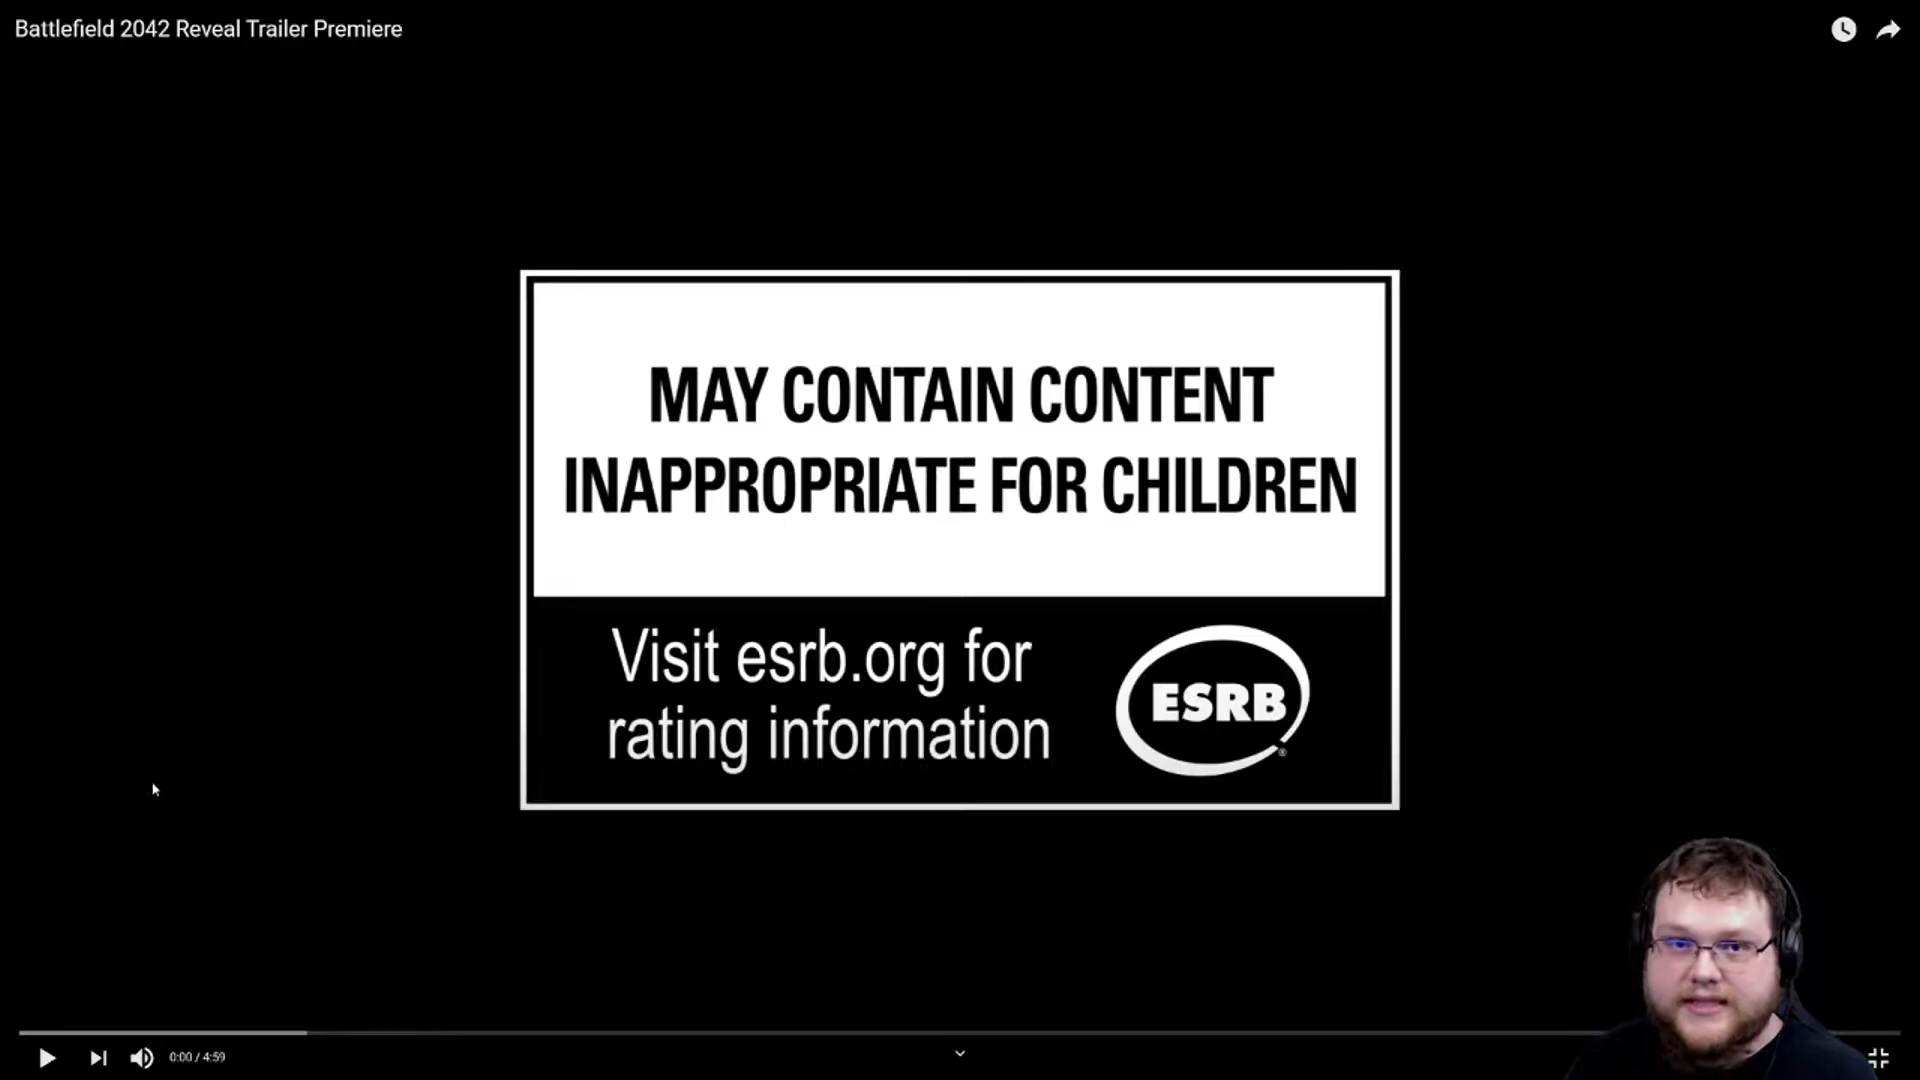 Battlefield 2042 Reveal Trailer Premiere
MAY CONTAIN CONTENT
INAPPROPRIATE FOR CHILDREN
Visit esrb.org for
rating information
ESRB
®
0:00 / 4:59